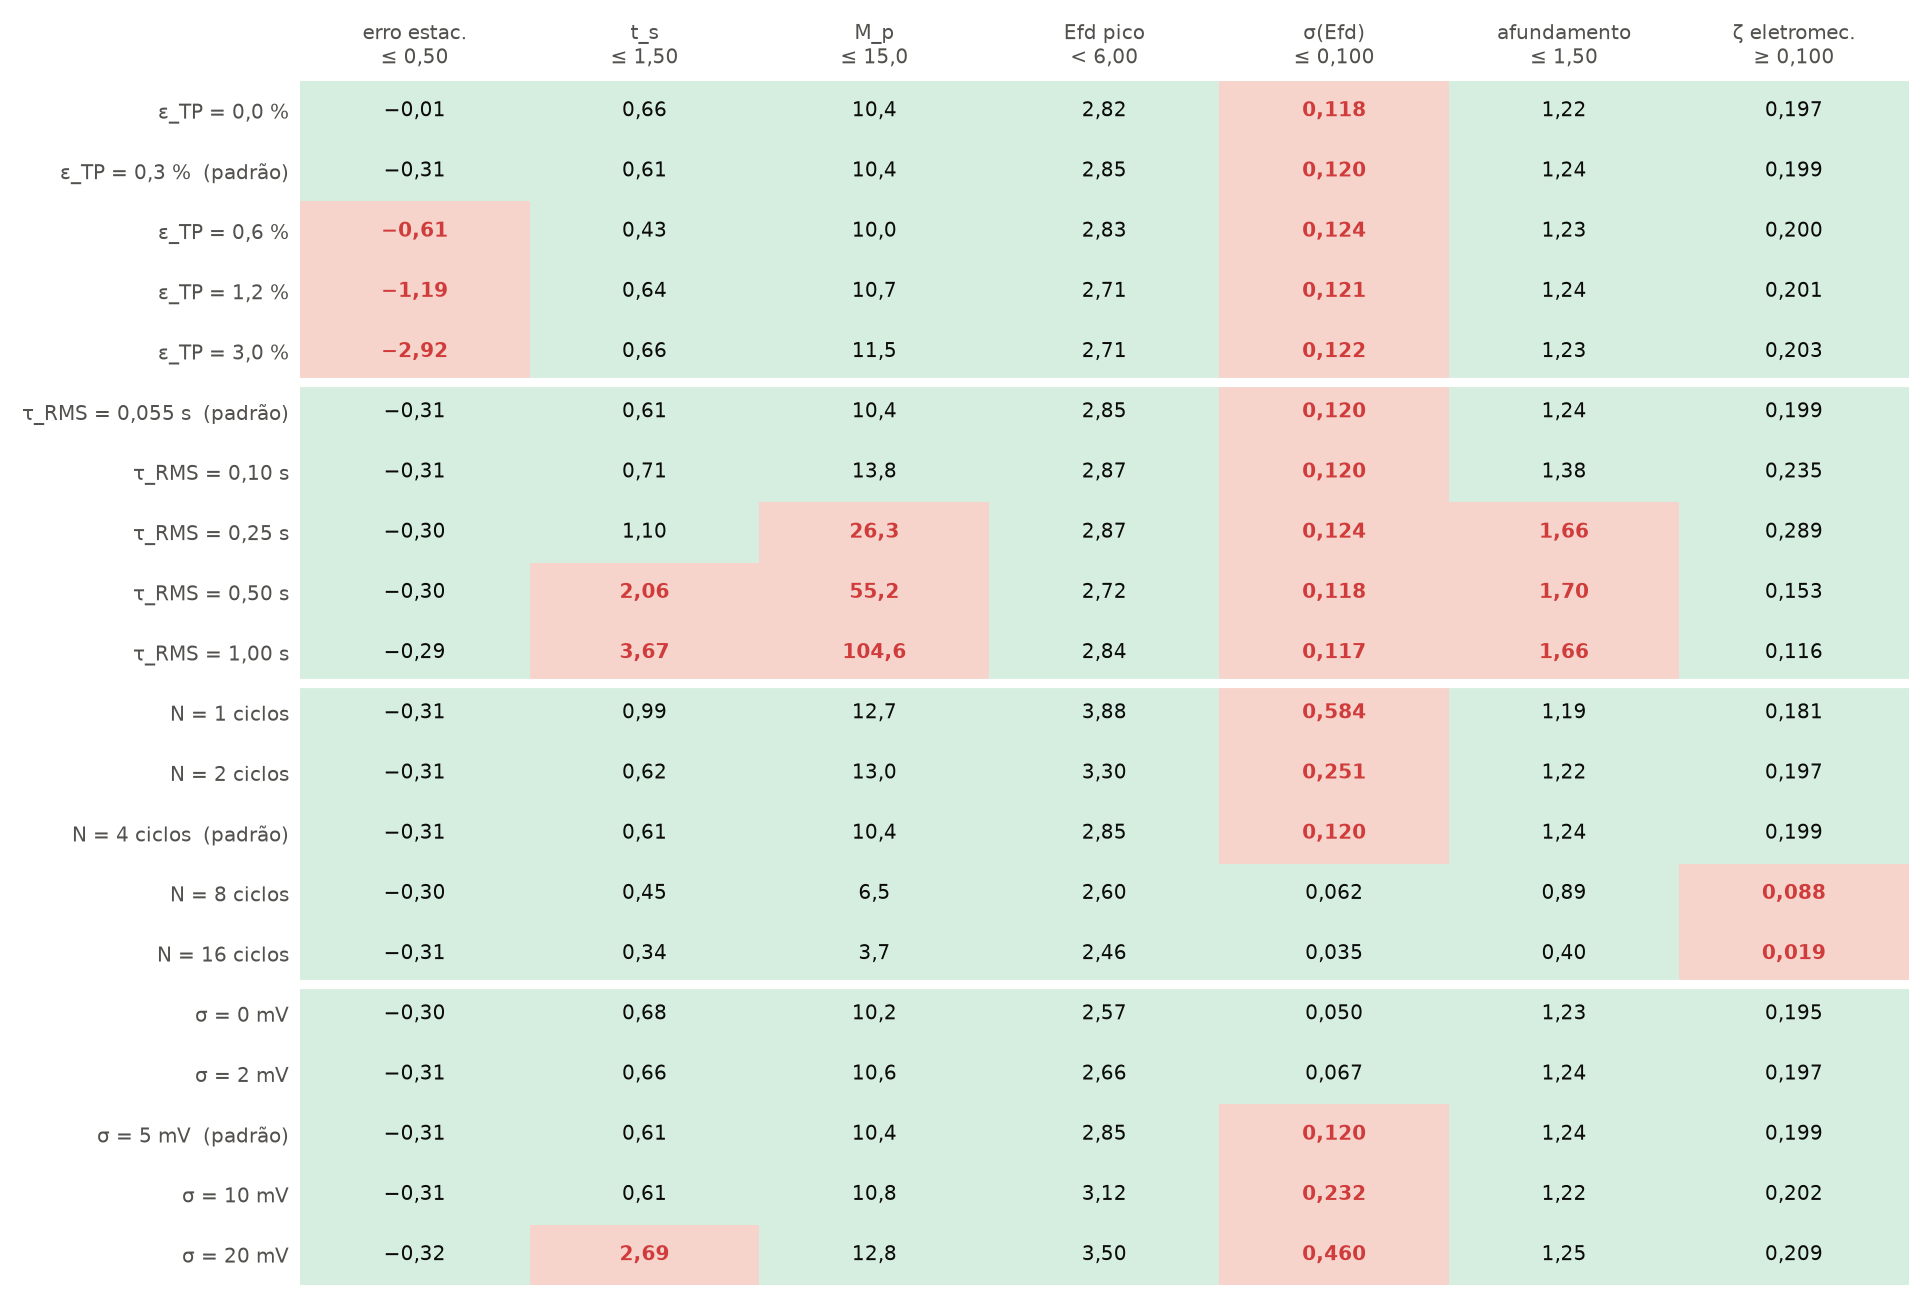 erro estac. t_s M_p Efd pico σ(Efd) afundamento ζ eletromec.
≤ 0,50 ≤ 1,50 ≤ 15,0 < 6,00 ≤ 0,100 ≤ 1,50 ≥ 0,100
ε_TP = 0,0 % −0,01 0,66 10,4 2,82 0,118 1,22 0,197
ε_TP = 0,3 % (padrão) −0,31 0,61 10,4 2,85 0,120 1,24 0,199
ε_TP = 0,6 % −0,61 0,43 10,0 2,83 0,124 1,23 0,200
ε_TP = 1,2 % −1,19 0,64 10,7 2,71 0,121 1,24 0,201
ε_TP = 3,0 % −2,92 0,66 11,5 2,71 0,122 1,23 0,203
τ_RMS = 0,055 s (padrão) −0,31 0,61 10,4 2,85 0,120 1,24 0,199
τ_RMS = 0,10 s −0,31 0,71 13,8 2,87 0,120 1,38 0,235
τ_RMS = 0,25 s −0,30 1,10 26,3 2,87 0,124 1,66 0,289
τ_RMS = 0,50 s −0,30 2,06 55,2 2,72 0,118 1,70 0,153
τ_RMS = 1,00 s −0,29 3,67 104,6 2,84 0,117 1,66 0,116
N = 1 ciclos −0,31 0,99 12,7 3,88 0,584 1,19 0,181
N = 2 ciclos −0,31 0,62 13,0 3,30 0,251 1,22 0,197
N = 4 ciclos (padrão) −0,31 0,61 10,4 2,85 0,120 1,24 0,199
N = 8 ciclos −0,30 0,45 6,5 2,60 0,062 0,89 0,088
N = 16 ciclos −0,31 0,34 3,7 2,46 0,035 0,40 0,019
σ = 0 mV −0,30 0,68 10,2 2,57 0,050 1,23 0,195
σ = 2 mV −0,31 0,66 10,6 2,66 0,067 1,24 0,197
σ = 5 mV (padrão) −0,31 0,61 10,4 2,85 0,120 1,24 0,199
σ = 10 mV −0,31 0,61 10,8 3,12 0,232 1,22 0,202
σ = 20 mV −0,32 2,69 12,8 3,50 0,460 1,25 0,209